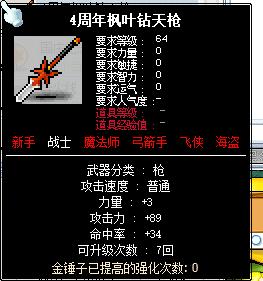 4周年枫叶钻天枪
要求等级： 64
要求力量： 0
要求敏捷： 0
要求智力： 0
要求运气： 0
要求人气度： -
道具等级： -
道具经验值： -
新手 战士 魔法师 弓箭手 飞侠 海盗
武器分类： 枪
攻击速度： 普通
力量： +3
攻击力： +89
命中率： +34
可升级次数： 7回
金锤子已提高的强化次数: 0